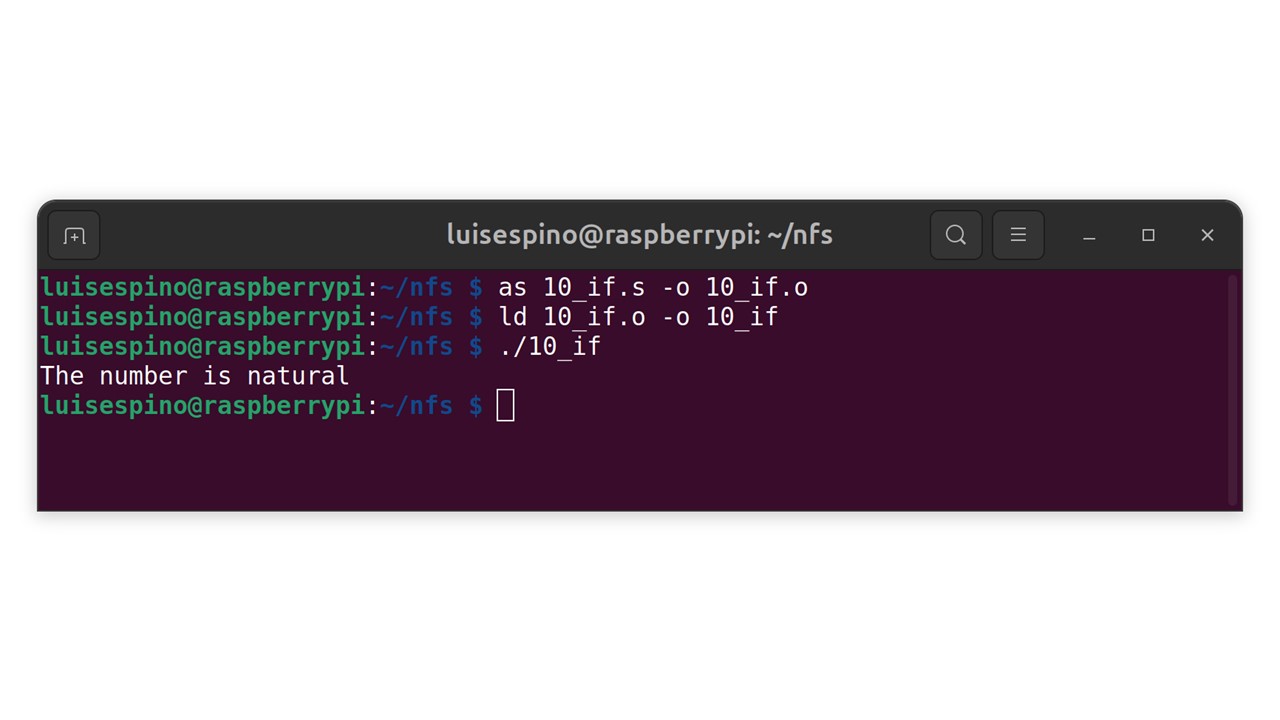 luisespino@raspberrypi: ~/nfs
luisespino@raspberrypi:~/nfs $ as 10_if.s -o 10_if.o
luisespino@raspberrypi:~/nfs $ ld 10_if.o -o 10_if
luisespino@raspberrypi:~/nfs $ ./10_if
The number is natural
luisespino@raspberrypi:~/nfs $